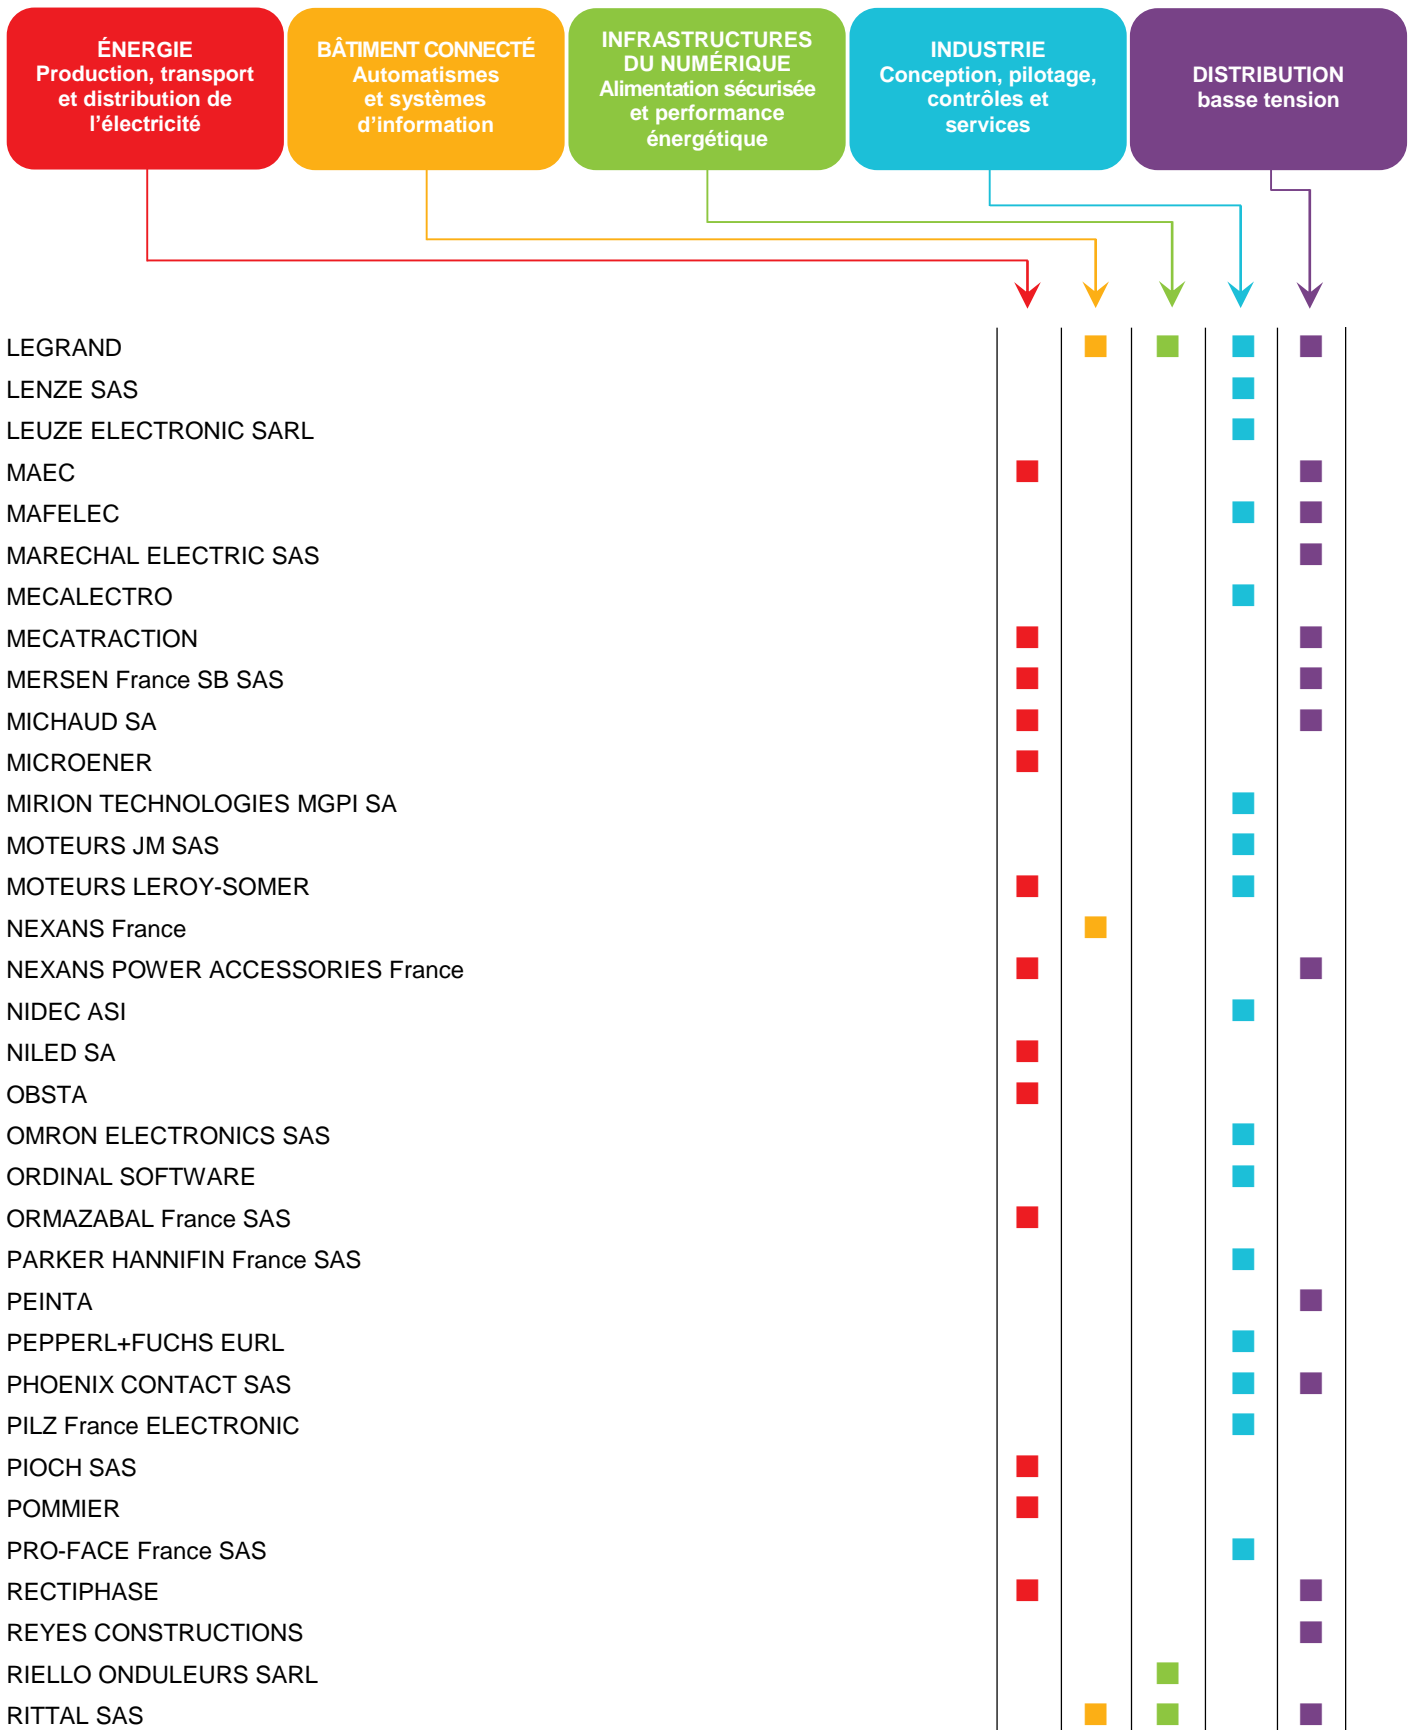 ÉNERGIE
Production, transport
et distribution de
l’électricité
BÂTIMENT CONNECTÉ
Automatismes
et systèmes
d’information
INFRASTRUCTURES
DU NUMÉRIQUE
Alimentation sécurisée
et performance
énergétique
INDUSTRIE
Conception, pilotage,
contrôles et
services
DISTRIBUTION
basse tension
LEGRAND
LENZE SAS
LEUZE ELECTRONIC SARL
MAEC
MAFELEC
MARECHAL ELECTRIC SAS
MECALECTRO
MECATRACTION
MERSEN France SB SAS
MICHAUD SA
MICROENER
MIRION TECHNOLOGIES MGPI SA
MOTEURS JM SAS
MOTEURS LEROY-SOMER
NEXANS France
NEXANS POWER ACCESSORIES France
NIDEC ASI
NILED SA
OBSTA
OMRON ELECTRONICS SAS
ORDINAL SOFTWARE
ORMAZABAL France SAS
PARKER HANNIFIN France SAS
PEINTA
PEPPERL+FUCHS EURL
PHOENIX CONTACT SAS
PILZ France ELECTRONIC
PIOCH SAS
POMMIER
PRO-FACE France SAS
RECTIPHASE
REYES CONSTRUCTIONS
RIELLO ONDULEURS SARL
RITTAL SAS